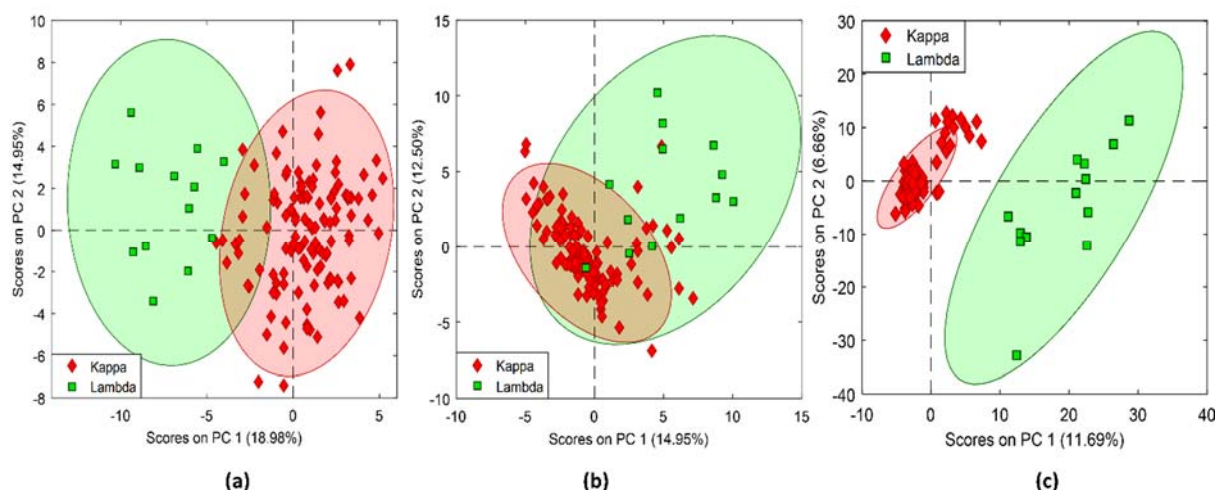 10
8
6
4
2
0
-2
-4
-6
-8
-10
-5
0
5
Scores on PC 2 (14.95%)
Scores on PC 1 (18.98%)
Kappa
Lambda
(a)
15
10
5
0
-5
-10
-10
-5
0
5
10
15
Scores on PC 2 (12.50%)
Scores on PC 1 (14.95%)
Kappa
Lambda
(b)
30
20
10
0
-10
-20
-30
-40
-10
0
10
20
30
40
Scores on PC 2 (6.66%)
Scores on PC 1 (11.69%)
Kappa
Lambda
(c)